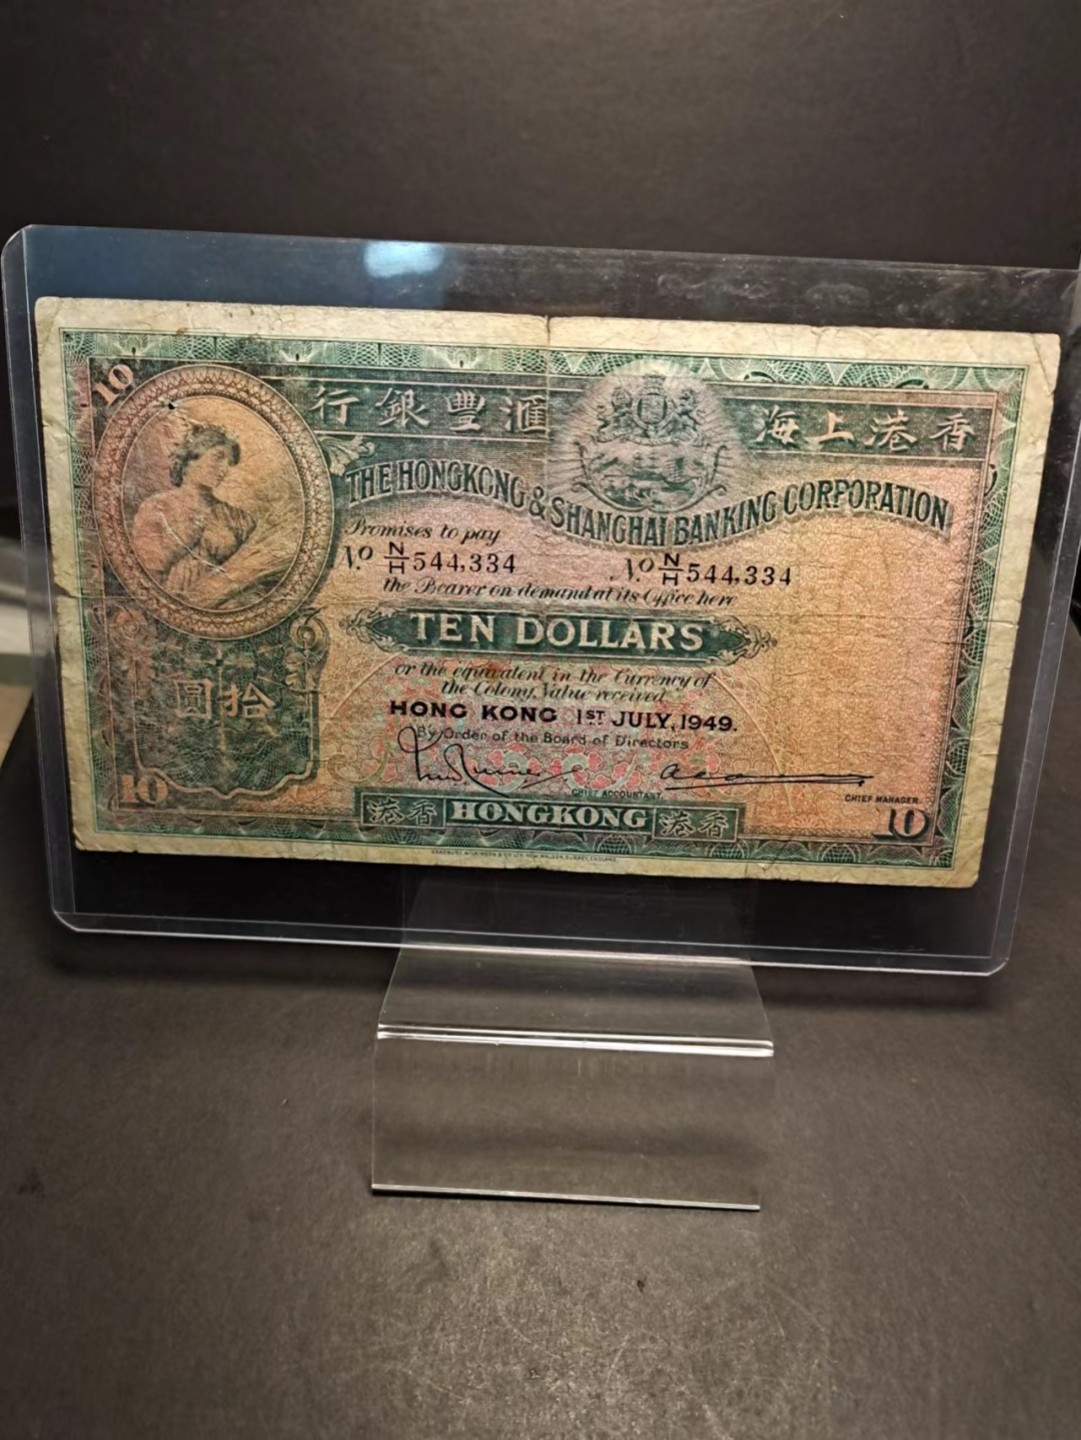 10
行銀豐滙 海上港香
THE HONGKONG & SHANGHAI BANKING CORPORATION
Promises to pay
No. N/H 544,334 No. N/H 544,334
the Bearer on demand at its Office here
TEN DOLLARS
or the equivalent in the Currency of
the Colony, Value received
圓拾
HONG KONG 1ST JULY, 1949.
By Order of the Board of Directors
CHIEF ACCOUNTANT.
CHIEF MANAGER.
10 港香 HONGKONG 港香 10